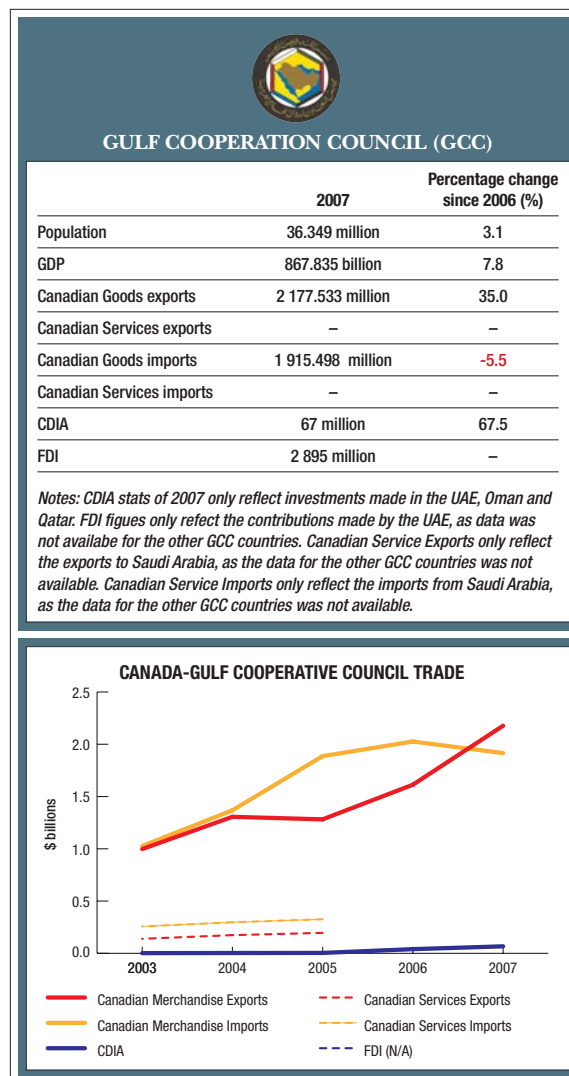 GULF COOPERATION COUNCIL (GCC)
2007 Percentage change since 2006 (%)
Population 36.349 million 3.1
GDP 867.835 billion 7.8
Canadian Goods exports 2 177.533 million 35.0
Canadian Services exports – –
Canadian Goods imports 1 915.498 million -5.5
Canadian Services imports – –
CDIA 67 million 67.5
FDI 2 895 million –
Notes: CDIA stats of 2007 only reflect investments made in the UAE, Oman and
Qatar. FDI figues only refect the contributions made by the UAE, as data was
not availabe for the other GCC countries. Canadian Service Exports only reflect
the exports to Saudi Arabia, as the data for the other GCC countries was not
available. Canadian Service Imports only reflect the imports from Saudi Arabia,
as the data for the other GCC countries was not available.
CANADA-GULF COOPERATIVE COUNCIL TRADE
$ billions
2.5
2.0
1.5
1.0
0.5
0.0
2003 2004 2005 2006 2007
Canadian Merchandise Exports Canadian Services Exports
Canadian Merchandise Imports Canadian Services Imports
CDIA FDI (N/A)